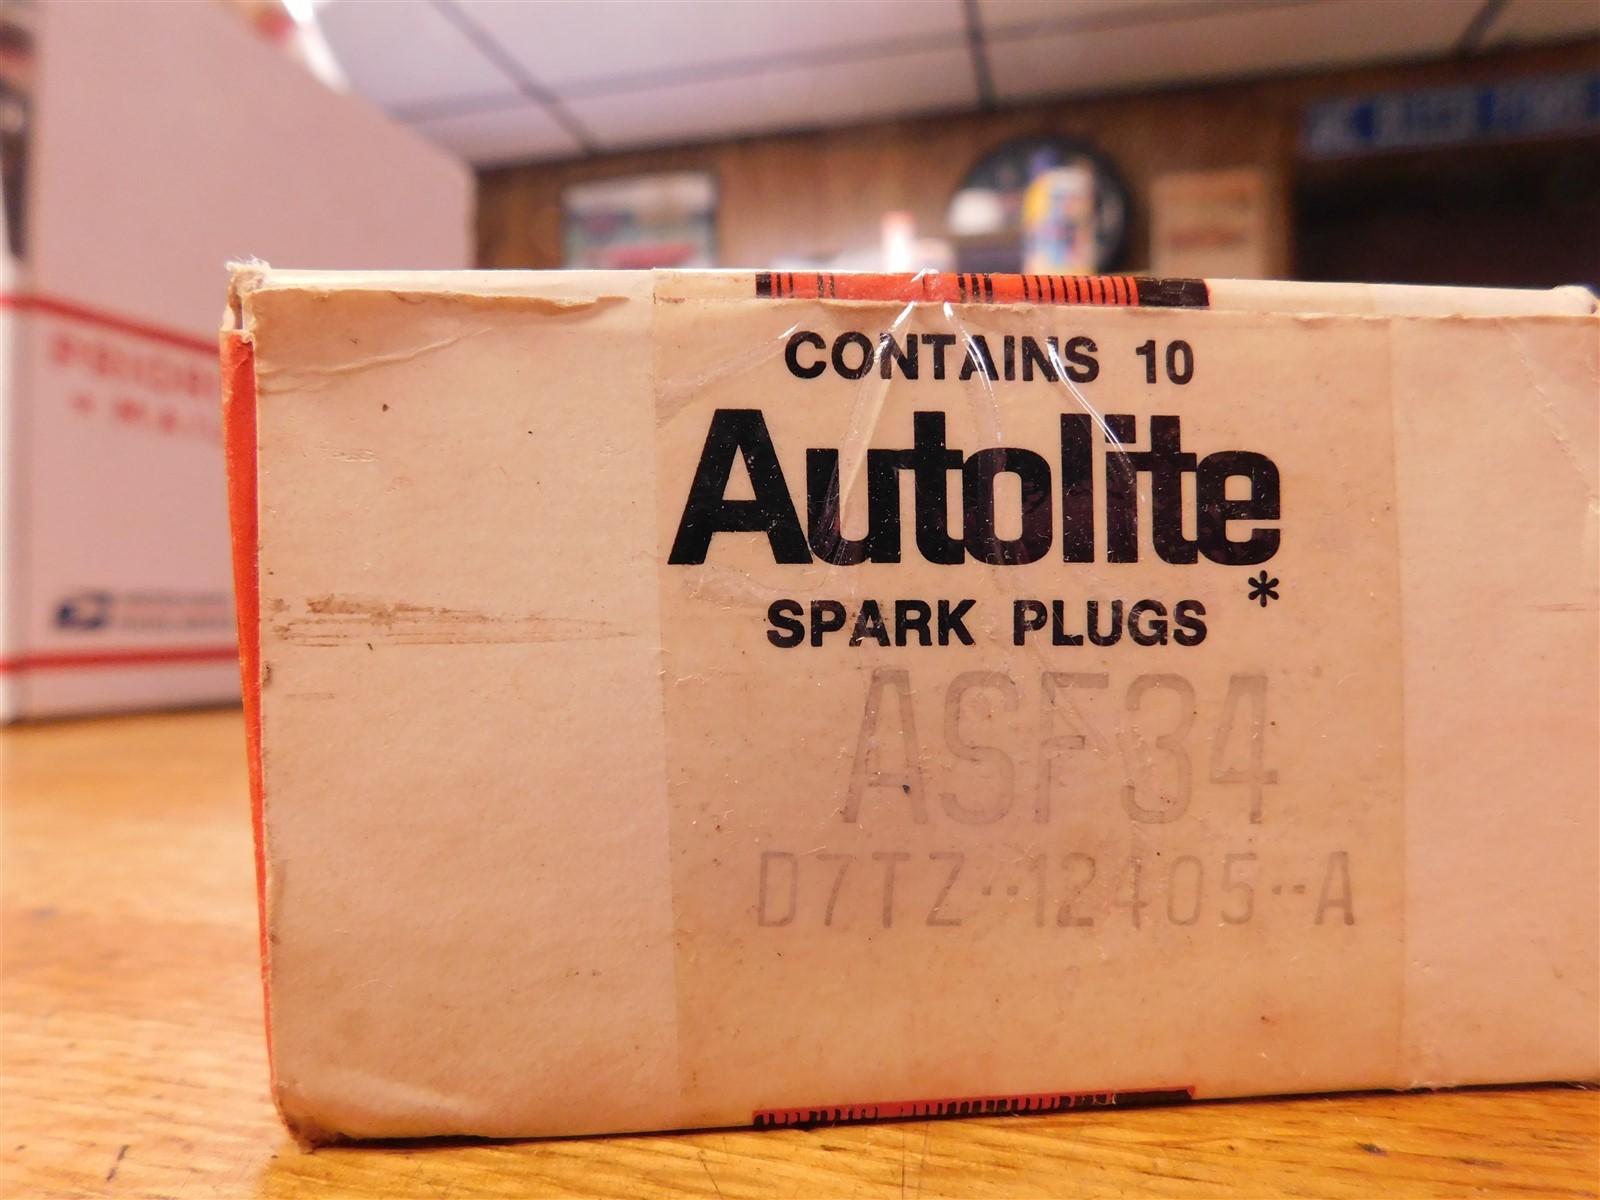 CONTAINS 10
Autolite
*
SPARK PLUGS
ASF34
D7TZ--12405--A